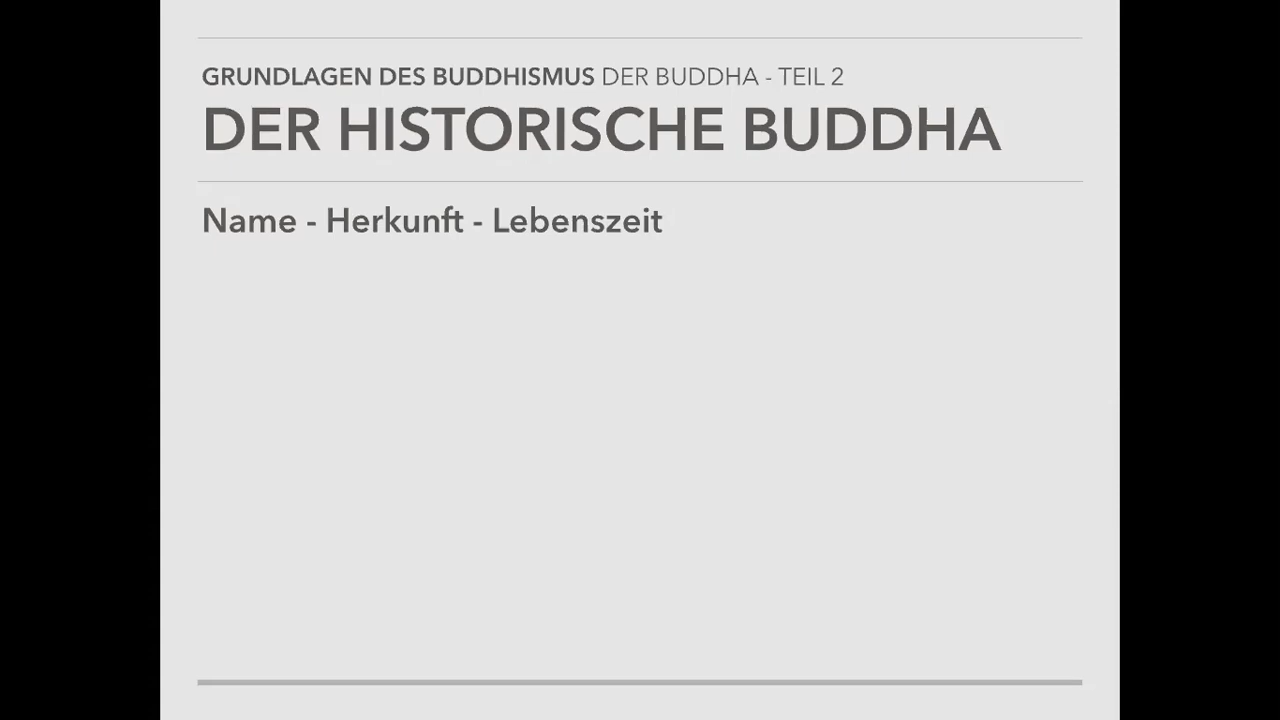 GRUNDLAGEN DES BUDDHISMUS DER BUDDHA - TEIL 2
DER HISTORISCHE BUDDHA
Name - Herkunft - Lebenszeit